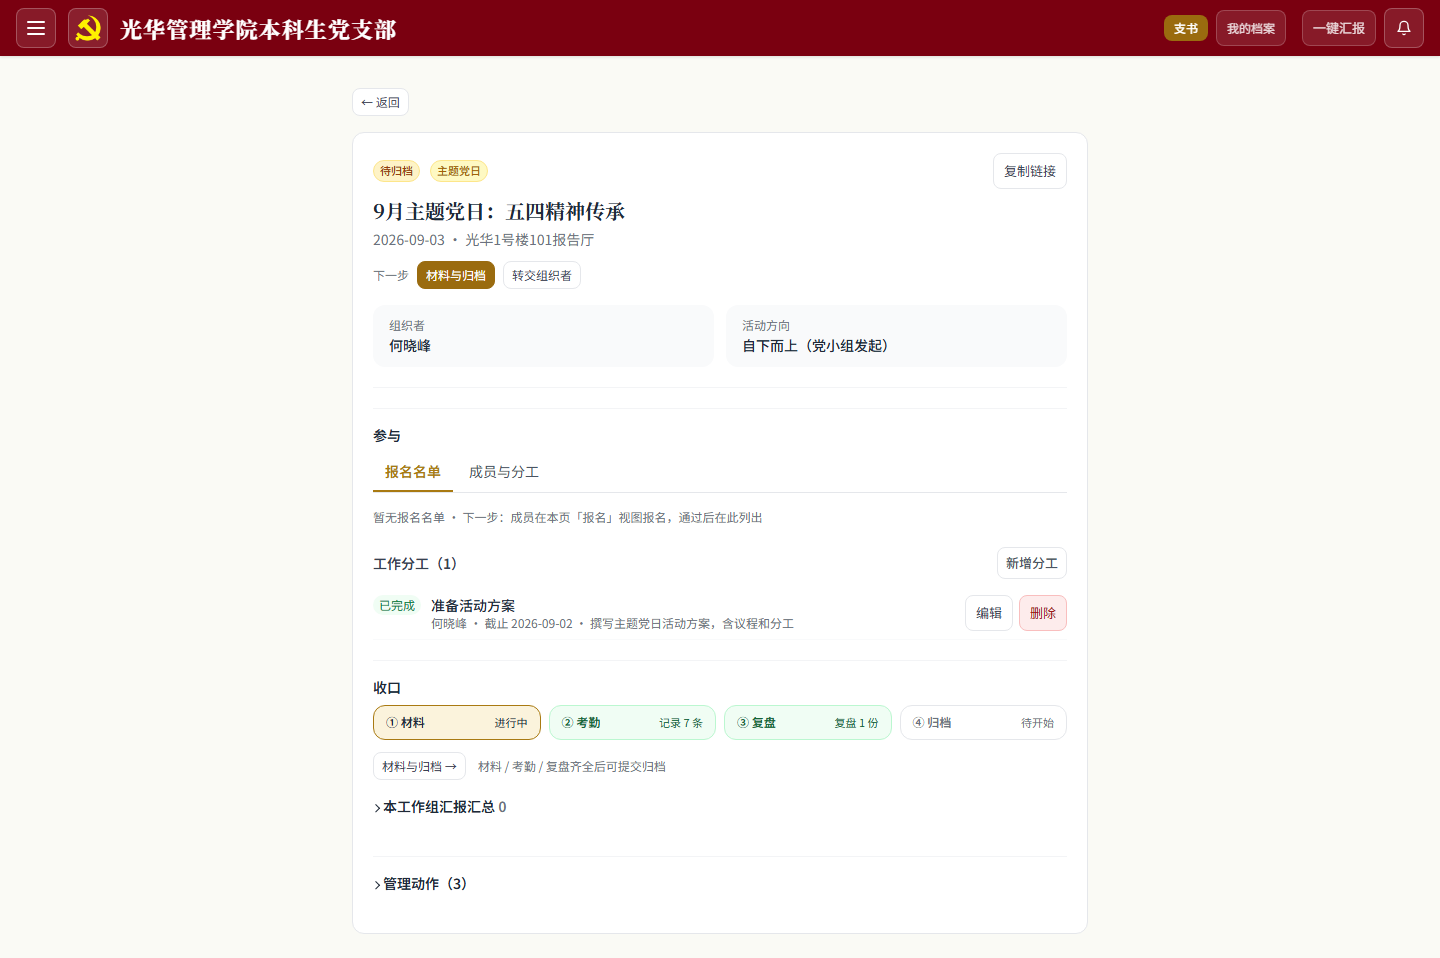 光华管理学院本科生党支部
支书
我的档案
一键汇报
← 返回
待归档
主题党日
复制链接
9月主题党日：五四精神传承
2026-09-03 · 光华1号楼101报告厅
下一步
材料与归档
转交组织者
组织者
何晓峰
活动方向
自下而上（党小组发起）
参与
报名名单
成员与分工
暂无报名名单 · 下一步：成员在本页「报名」视图报名，通过后在此列出
工作分工（1）
新增分工
已完成
准备活动方案
何晓峰 · 截止 2026-09-02 · 撰写主题党日活动方案，含议程和分工
编辑
删除
收口
① 材料 进行中
② 考勤 记录 7 条
③ 复盘 复盘 1 份
④ 归档 待开始
材料与归档 →
材料 / 考勤 / 复盘齐全后可提交归档
本工作组汇报汇总 0
管理动作（3）